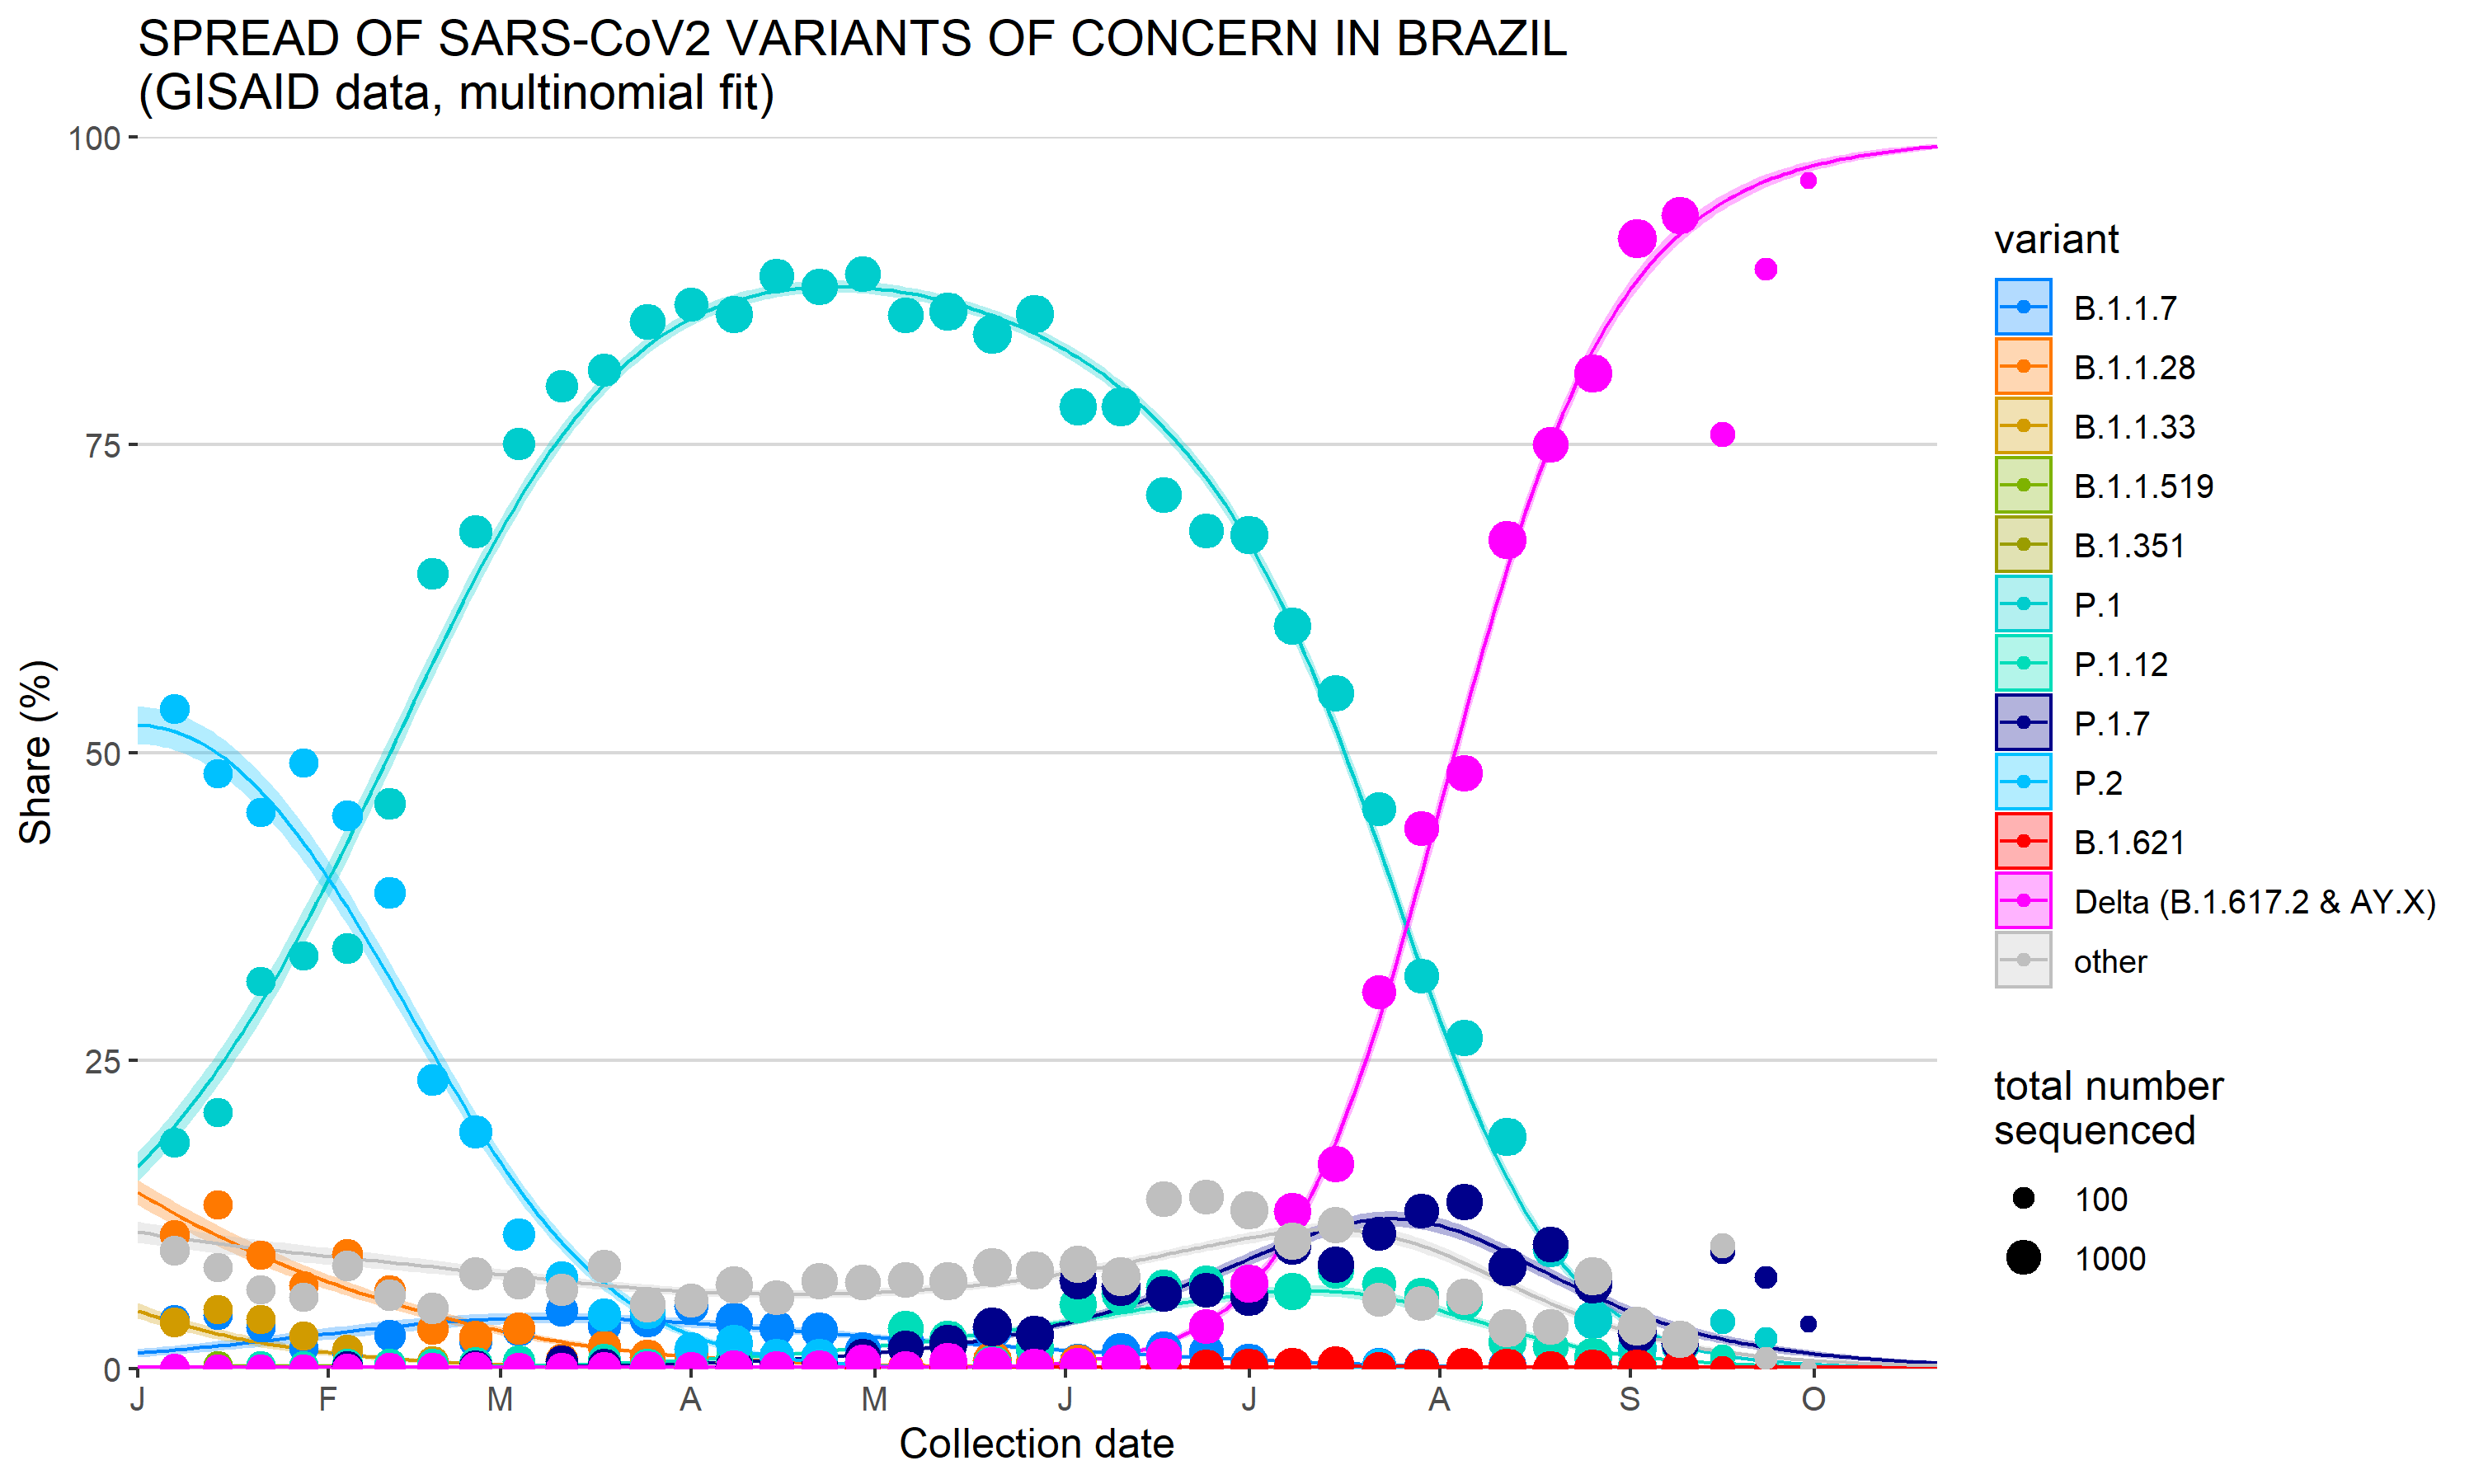 SPREAD OF SARS-CoV2 VARIANTS OF CONCERN IN BRAZIL
(GISAID data, multinomial fit)
100
75
50
25
0
Share (%)
J F M A M J J A S O
Collection date
variant
B.1.1.7
B.1.1.28
B.1.1.33
B.1.1.519
B.1.351
P.1
P.1.12
P.1.7
P.2
B.1.621
Delta (B.1.617.2 & AY.X)
other
total number
sequenced
100
1000